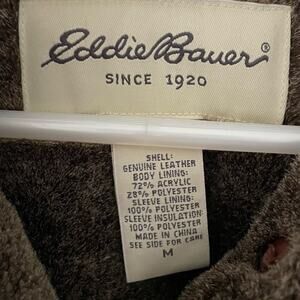 Eddie Bauer®
SINCE 1920
SHELL:
GENUINE LEATHER
BODY LINING:
72% ACRYLIC
28% POLYESTER
SLEEVE LINING:
100% POLYESTER
SLEEVE INSULATION:
100% POLYESTER
MADE IN CHINA
SEE SIDE FOR CARE
M